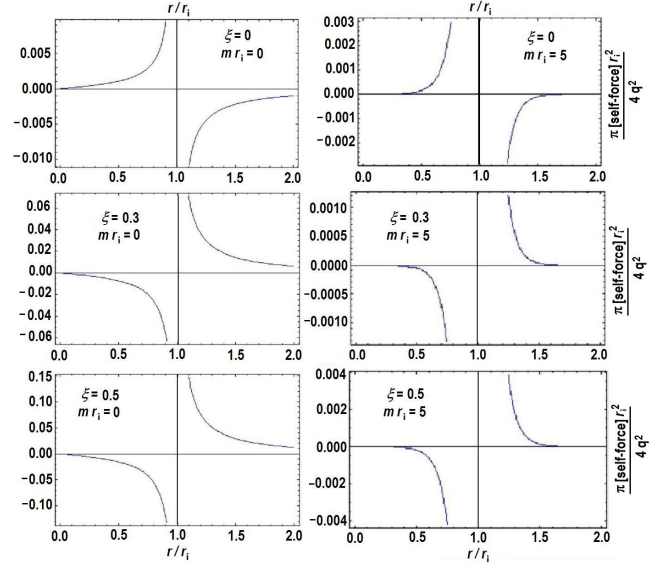 r/r_i
r/r_i
0.005
0.000
−0.005
−0.010
ξ = 0
m r_i = 0
0.0
0.5
1.0
1.5
2.0
0.003
0.002
0.001
0.000
−0.001
−0.002
ξ = 0
m r_i = 5
0.0
0.5
1.0
1.5
2.0
π [self-force] r_i^2
4 q^2
0.06
0.04
0.02
0.00
−0.02
−0.04
−0.06
ξ = 0.3
m r_i = 0
0.0
0.5
1.0
1.5
2.0
0.0010
0.0005
0.0000
−0.0005
−0.0010
ξ = 0.3
m r_i = 5
0.0
0.5
1.0
1.5
2.0
π [self-force] r_i^2
4 q^2
0.15
0.10
0.05
0.00
−0.05
−0.10
ξ = 0.5
m r_i = 0
0.0
0.5
1.0
1.5
2.0
r/r_i
0.004
0.002
0.000
−0.002
−0.004
ξ = 0.5
m r_i = 5
0.0
0.5
1.0
1.5
2.0
r/r_i
π [self-force] r_i^2
4 q^2